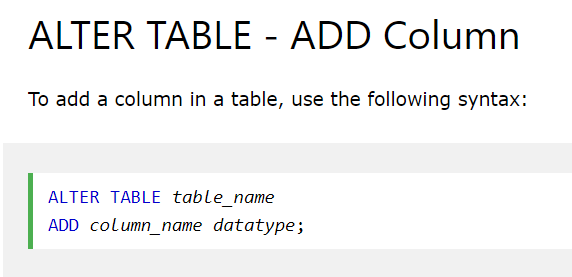 ALTER TABLE - ADD Column
To add a column in a table, use the following syntax:
ALTER TABLE table_name
ADD column_name datatype;